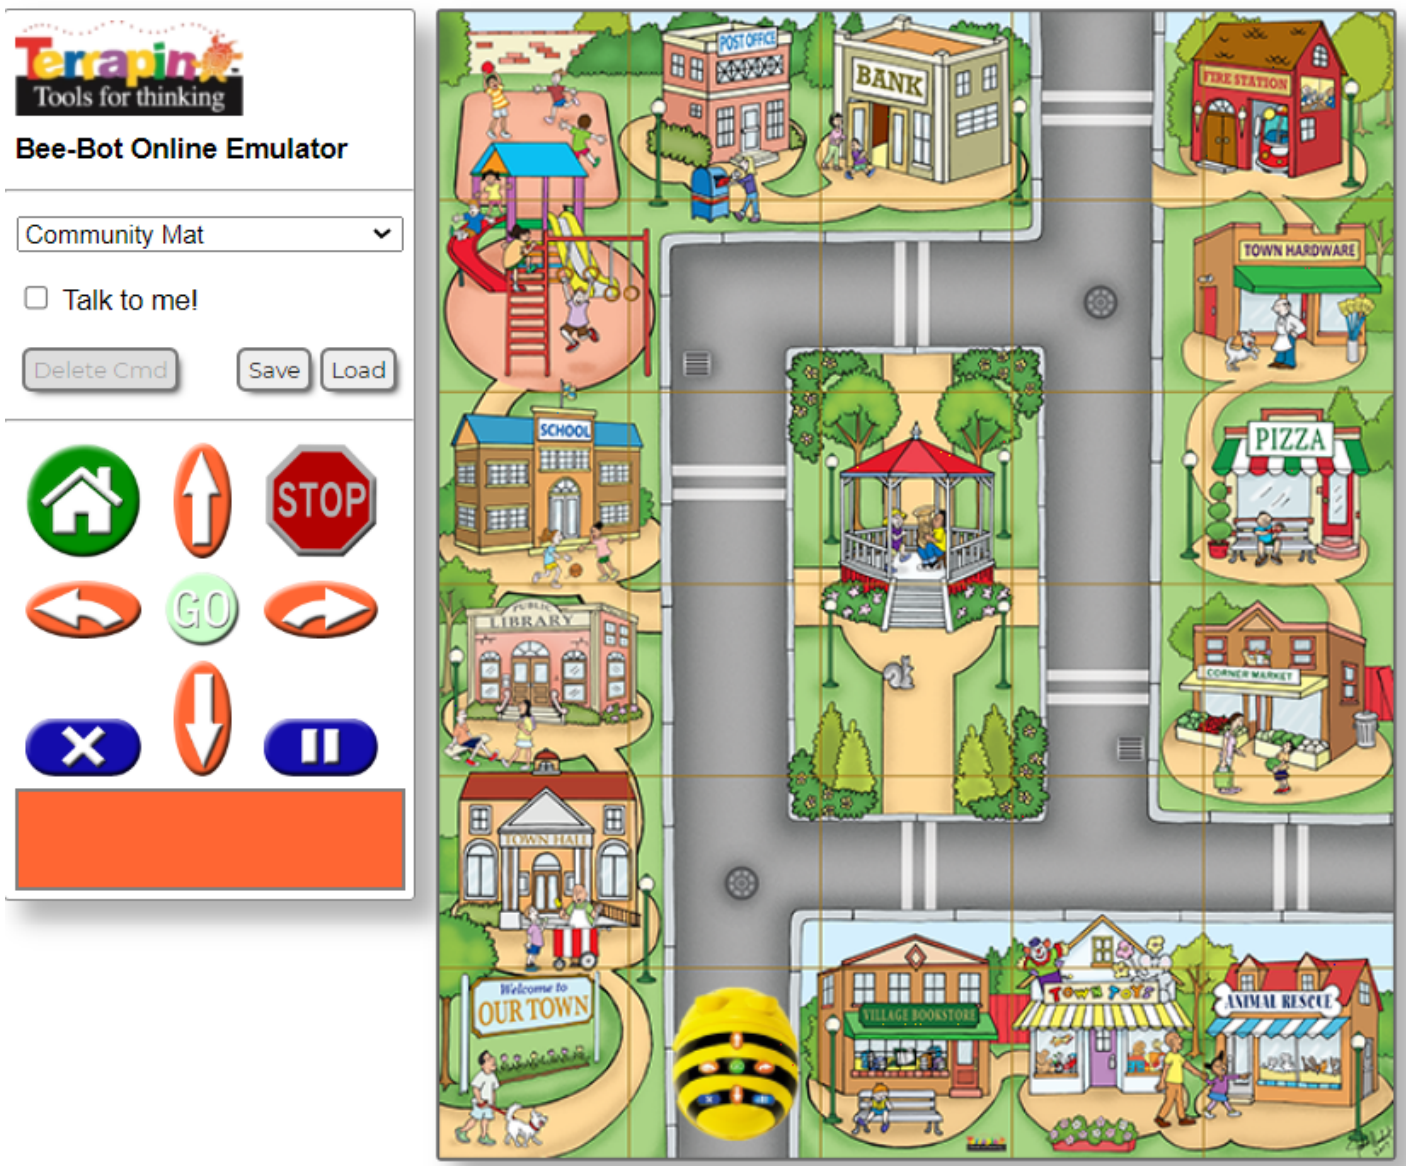 Terrapin
Tools for thinking
Bee-Bot Online Emulator
Community Mat
Talk to me!
Delete Cmd
Save
Load
STOP
GO
POST OFFICE
BANK
FIRE STATION
TOWN HARDWARE
SCHOOL
PIZZA
PUBLIC
LIBRARY
CORNER MARKET
TOWN HALL
Welcome to
OUR TOWN
VILLAGE BOOKSTORE
TOWN TOYS
ANIMAL RESCUE
GO
Terrapin